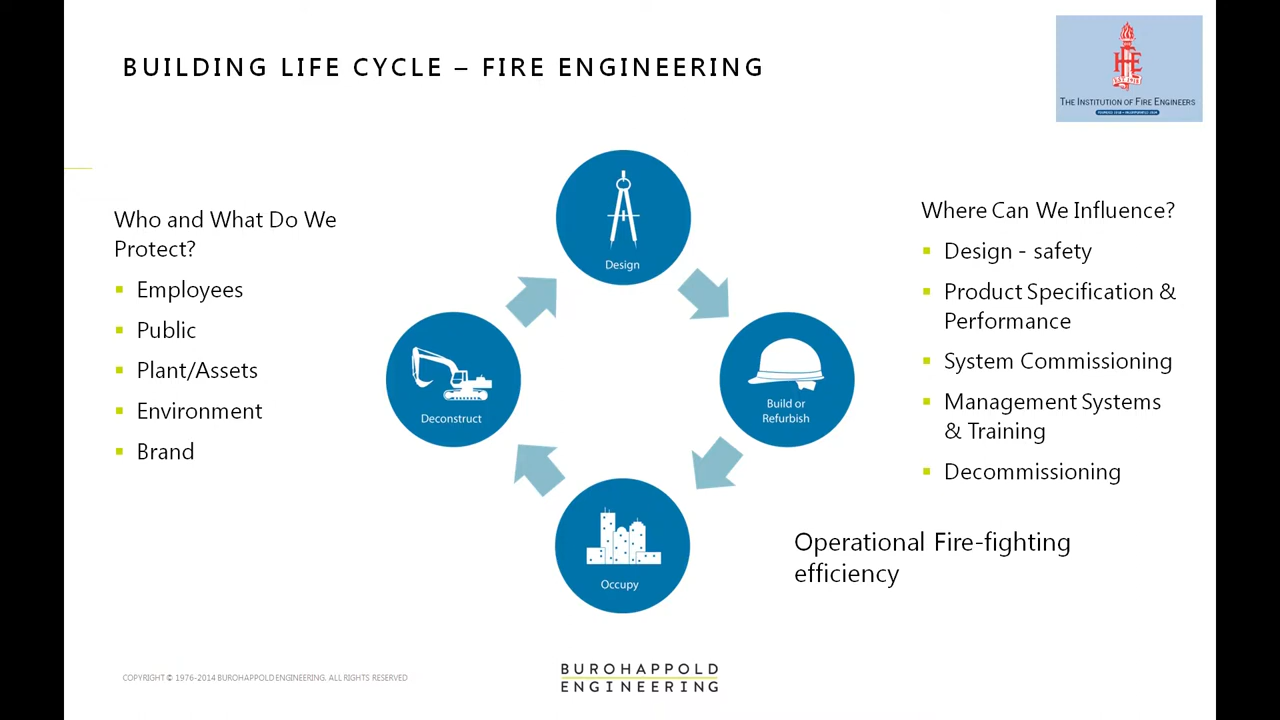 BUILDING LIFE CYCLE – FIRE ENGINEERING
IFE
EST 1918
THE INSTITUTION OF FIRE ENGINEERS
Who and What Do We
Protect?
Employees
Public
Plant/Assets
Environment
Brand
Design
Build or
Refurbish
Occupy
Deconstruct
Where Can We Influence?
Design - safety
Product Specification &
Performance
System Commissioning
Management Systems
& Training
Decommissioning
Operational Fire-fighting
efficiency
COPYRIGHT © 1976-2014 BUROHAPPOLD ENGINEERING. ALL RIGHTS RESERVED
BUROHAPPOLD
ENGINEERING